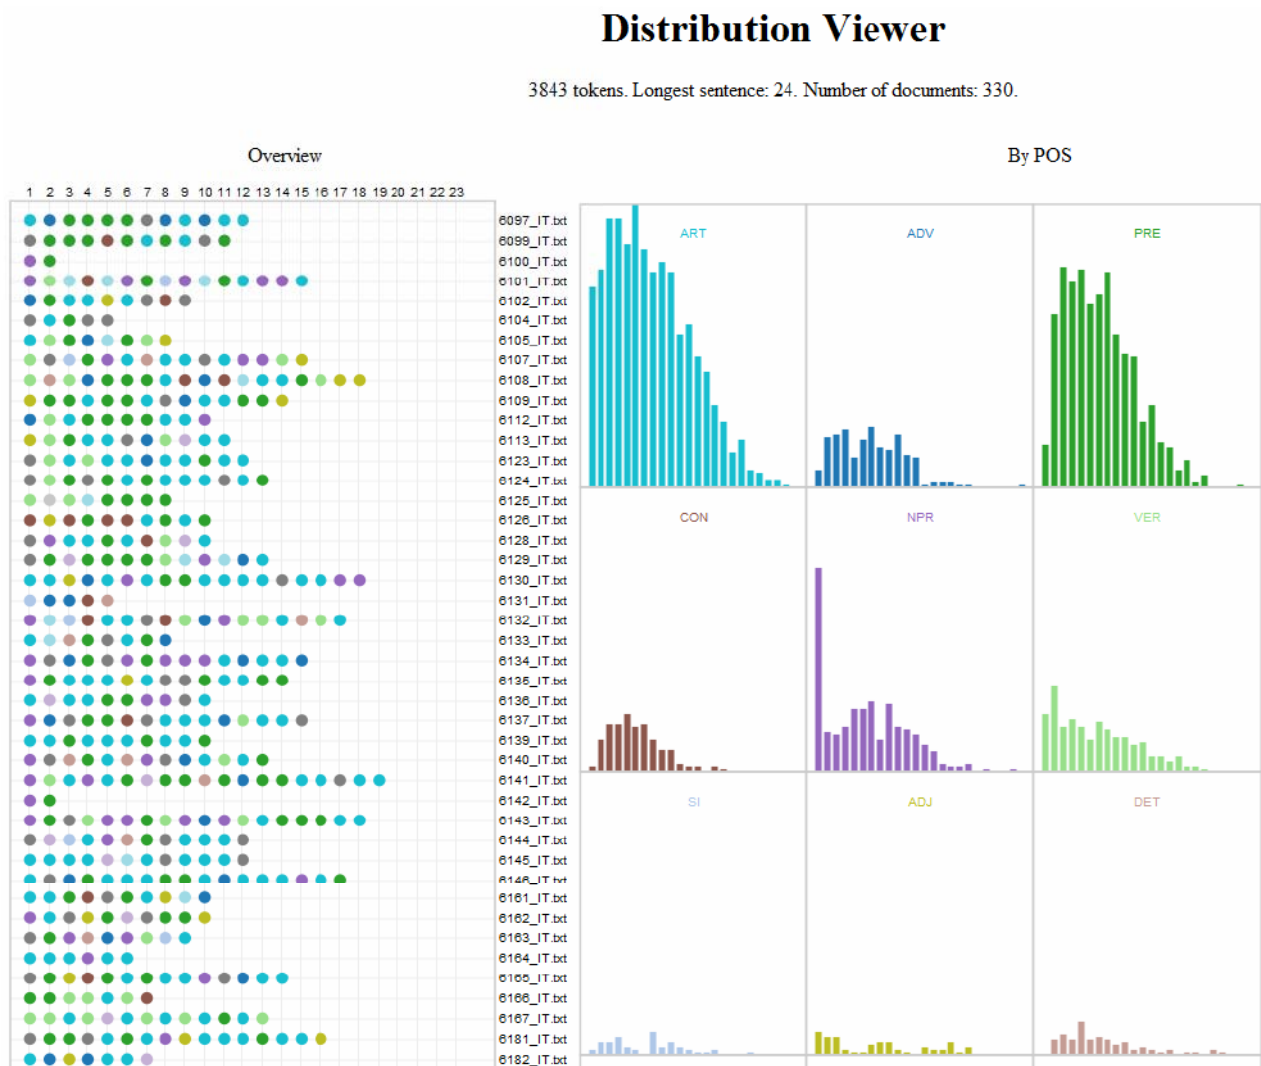 Distribution Viewer
3843 tokens. Longest sentence: 24. Number of documents: 330.
Overview
By POS
1 2 3 4 5 6 7 8 9 10 11 12 13 14 15 16 17 18 19 20 21 22 23
6097_IT.txt
6099_IT.txt
6100_IT.txt
6101_IT.txt
6102_IT.txt
6104_IT.txt
6105_IT.txt
6107_IT.txt
6108_IT.txt
6109_IT.txt
6112_IT.txt
6113_IT.txt
6123_IT.txt
6124_IT.txt
6125_IT.txt
6126_IT.txt
6128_IT.txt
6129_IT.txt
6130_IT.txt
6131_IT.txt
6132_IT.txt
6133_IT.txt
6134_IT.txt
6135_IT.txt
6136_IT.txt
6137_IT.txt
6139_IT.txt
6140_IT.txt
6141_IT.txt
6142_IT.txt
6143_IT.txt
6144_IT.txt
6145_IT.txt
6146_IT.txt
6161_IT.txt
6162_IT.txt
6163_IT.txt
6164_IT.txt
6165_IT.txt
6166_IT.txt
6167_IT.txt
6181_IT.txt
6182_IT.txt
ART
ADV
PRE
CON
NPR
VER
SI
ADJ
DET